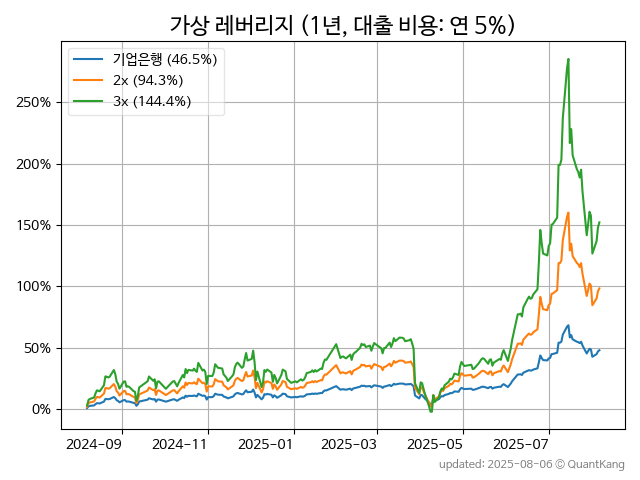 가상 레버리지 (1년, 대출 비용: 연 5%)
기업은행 (46.5%)
2x (94.3%)
3x (144.4%)
250%
200%
150%
100%
50%
0%
2024-09 2024-11 2025-01 2025-03 2025-05 2025-07
updated: 2025-08-06 © QuantKang